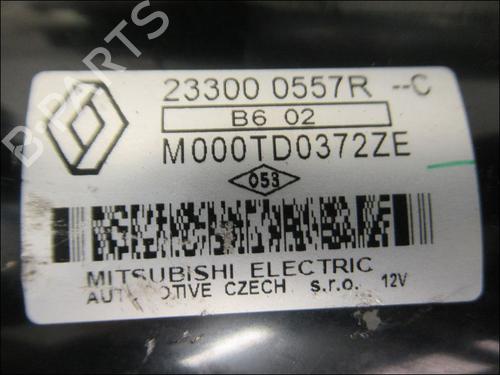 23300 0557R --C
B6 02
M000TD0372ZE
053
MITSUBISHI ELECTRIC
AUTOMOTIVE CZECH s.r.o. 12V
B-PARTS